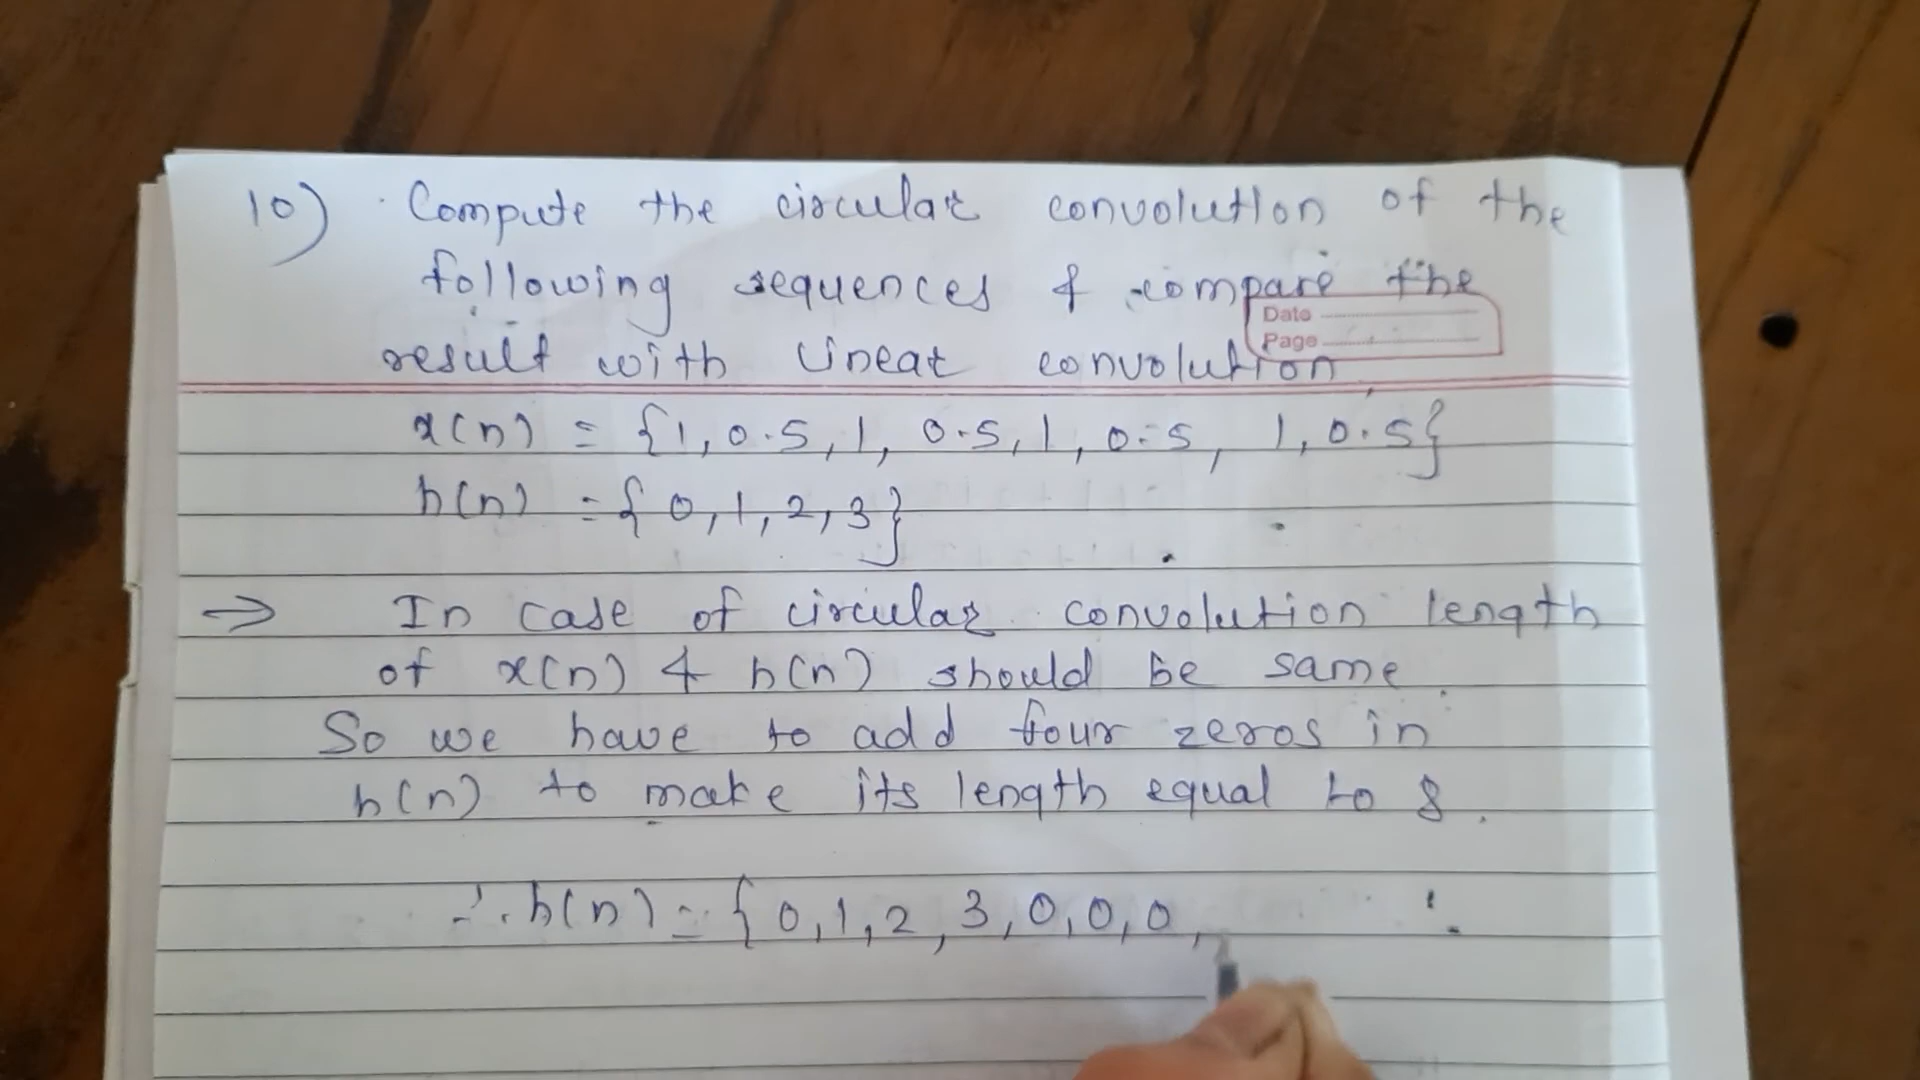 10) Compute the circular convolution of the
following sequences & compare the
Date
Page
result with linear convolution.
x(n) = {1, 0.5, 1, 0.5, 1, 0.5, 1, 0.5}
h(n) = {0, 1, 2, 3}
→ In case of circular convolution length
of x(n) & h(n) should be same.
So we have to add four zeros in
h(n) to make its length equal to 8.
∴ h(n) = {0, 1, 2, 3, 0, 0, 0,